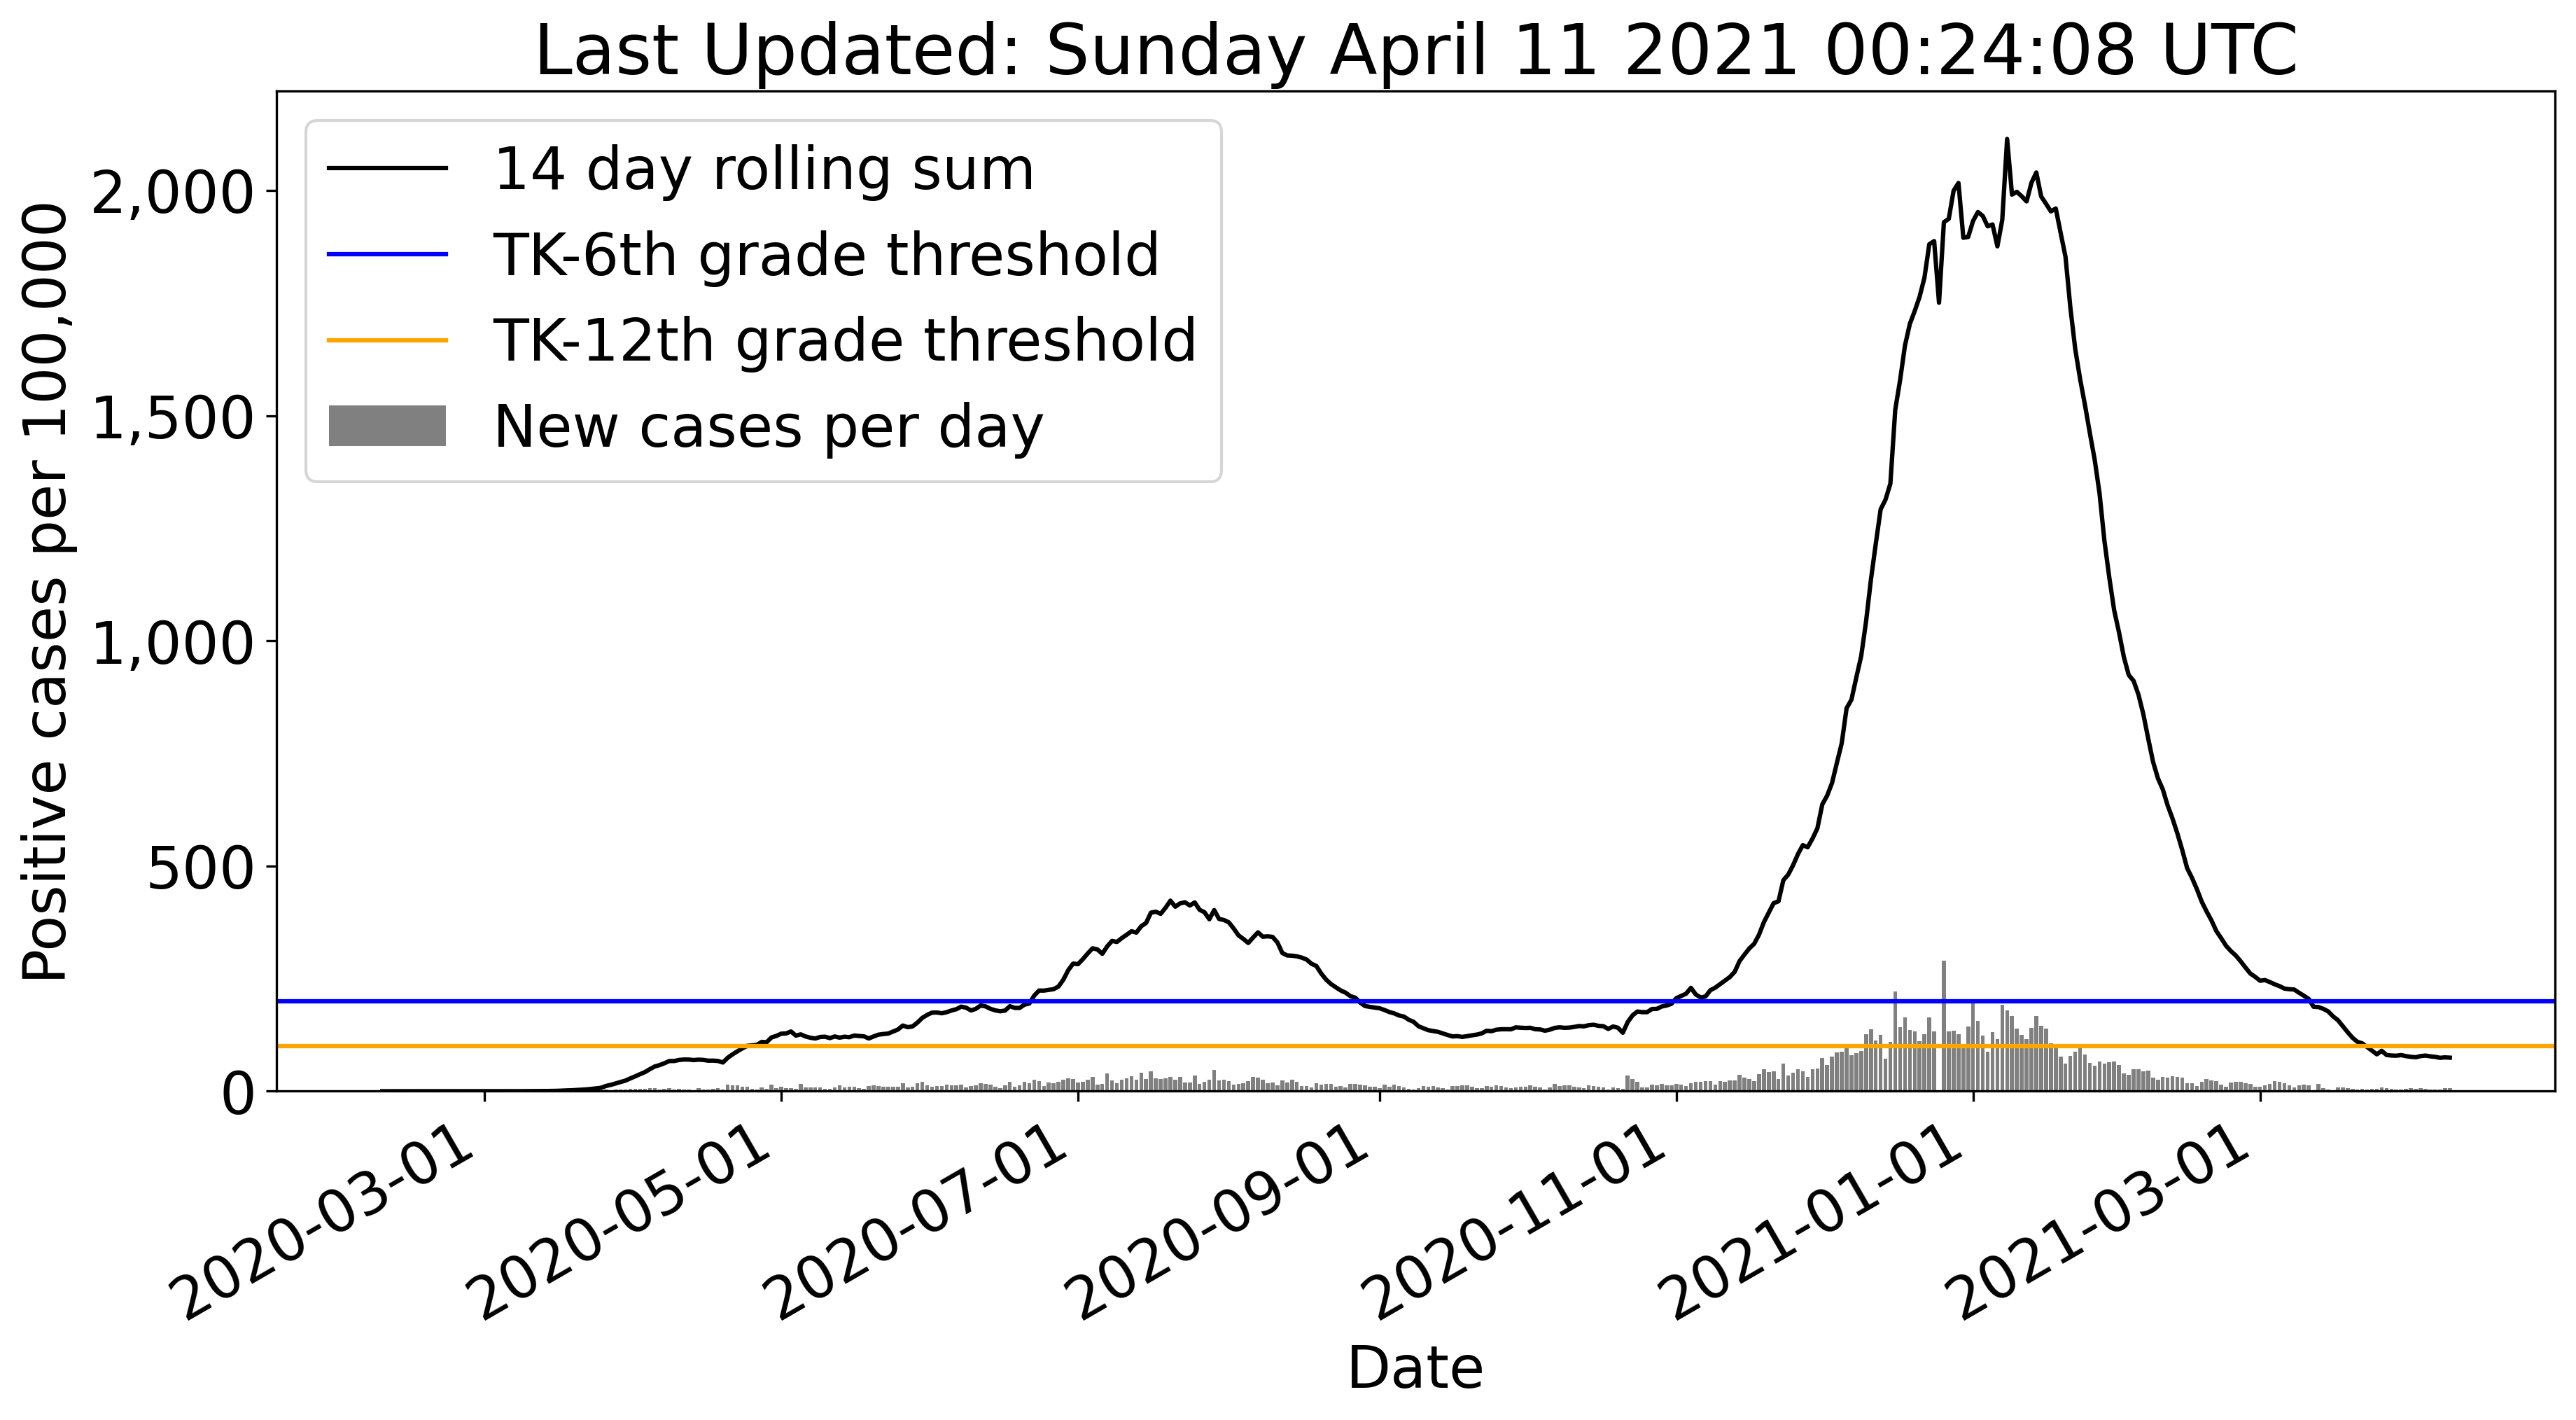 Last Updated: Sunday April 11 2021 00:24:08 UTC
14 day rolling sum
TK-6th grade threshold
TK-12th grade threshold
New cases per day
Positive cases per 100,000
2,000
1,500
1,000
500
0
2020-03-01
2020-05-01
2020-07-01
2020-09-01
2020-11-01
2021-01-01
2021-03-01
Date